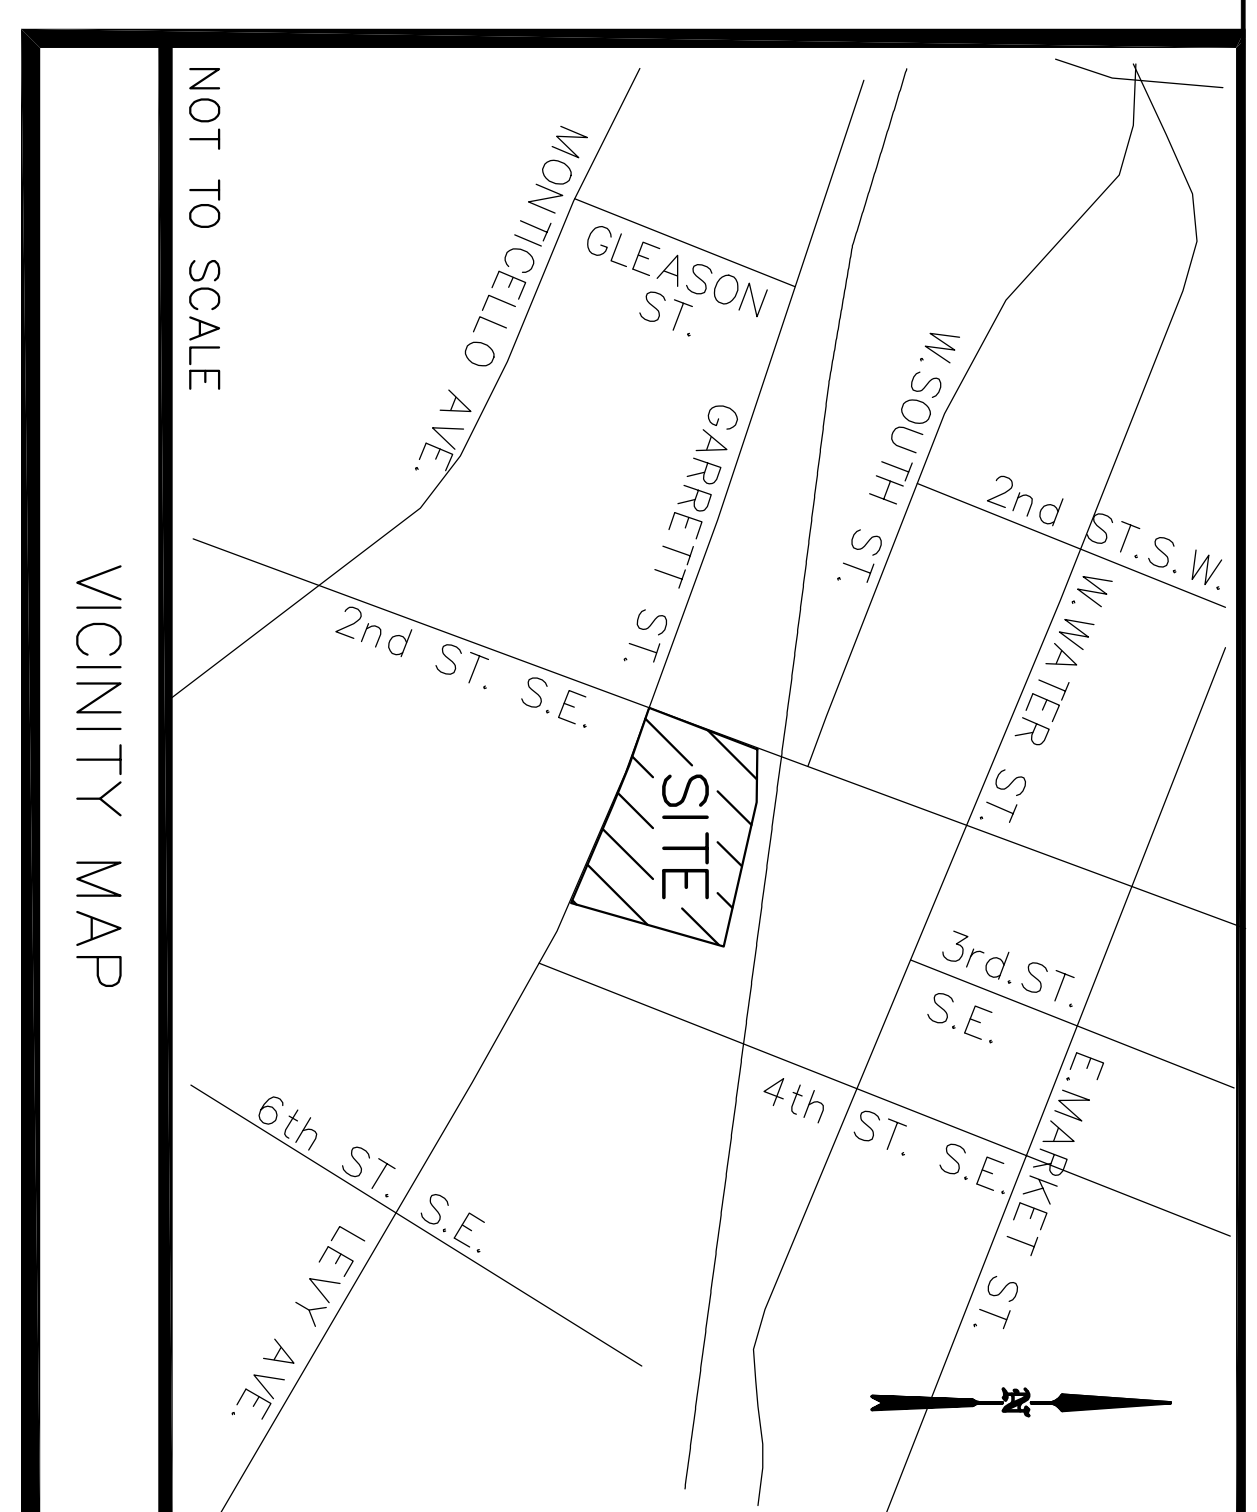 2nd ST.S.W.
W.SOUTH ST.
W.WATER ST.
3rd.ST.
S.E.
E.MARKET ST.
N
GLEASON
ST.
GARRETT ST.
SITE
4th ST. S.E.
MONTICELLO AVE.
2nd ST. S.E.
6th ST. S.E.
LEVY AVE.
NOT TO SCALE
VICINITY MAP